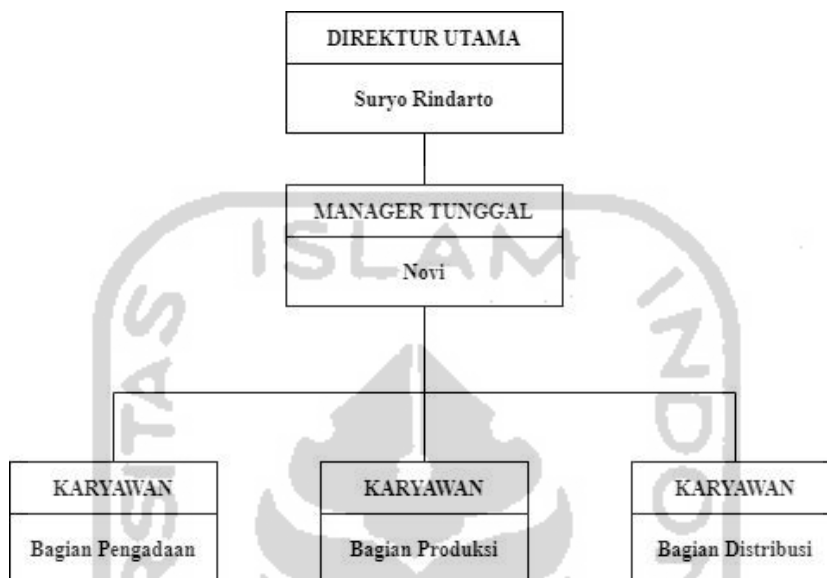 DIREKTUR UTAMA
Suryo Rindarto
MANAGER TUNGGAL
Novi
ISLAM
KARYAWAN
Bagian Pengadaan
KARYAWAN
Bagian Produksi
KARYAWAN
Bagian Distribusi